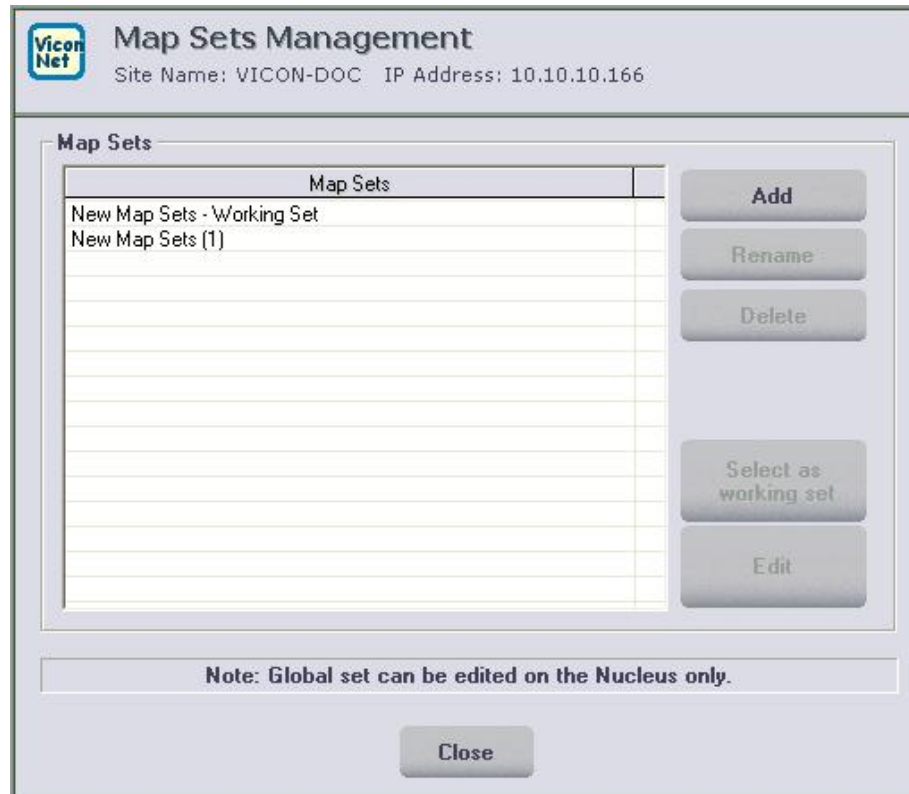 Vicon
Net
Map Sets Management
Site Name: VICON-DOC IP Address: 10.10.10.166
Map Sets
Map Sets
New Map Sets - Working Set
New Map Sets (1)
Add
Rename
Delete
Select as
working set
Edit
Note: Global set can be edited on the Nucleus only.
Close